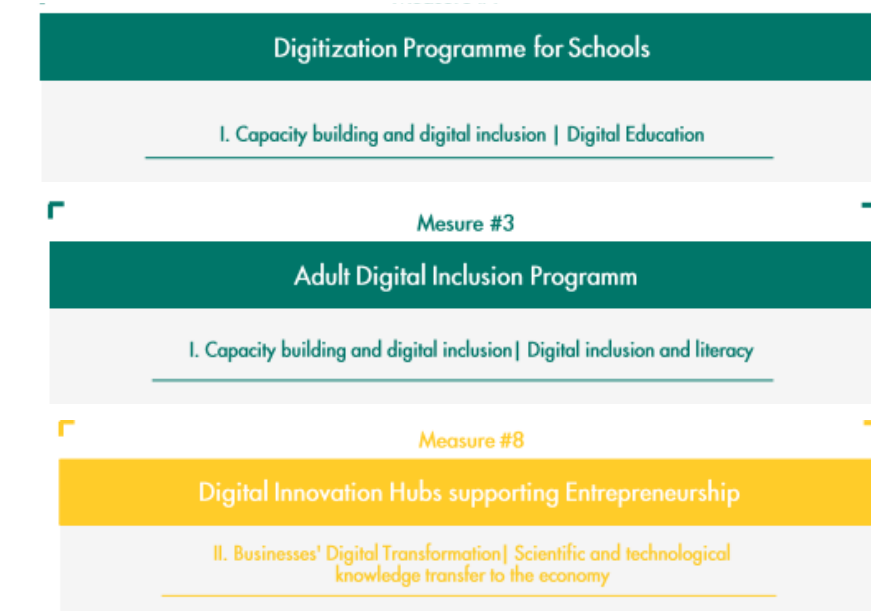 Digitization Programme for Schools
I. Capacity building and digital inclusion | Digital Education
Mesure #3
Adult Digital Inclusion Programm
I. Capacity building and digital inclusion| Digital inclusion and literacy
Measure #8
Digital Innovation Hubs supporting Entrepreneurship
II. Businesses' Digital Transformation| Scientific and technological
knowledge transfer to the economy